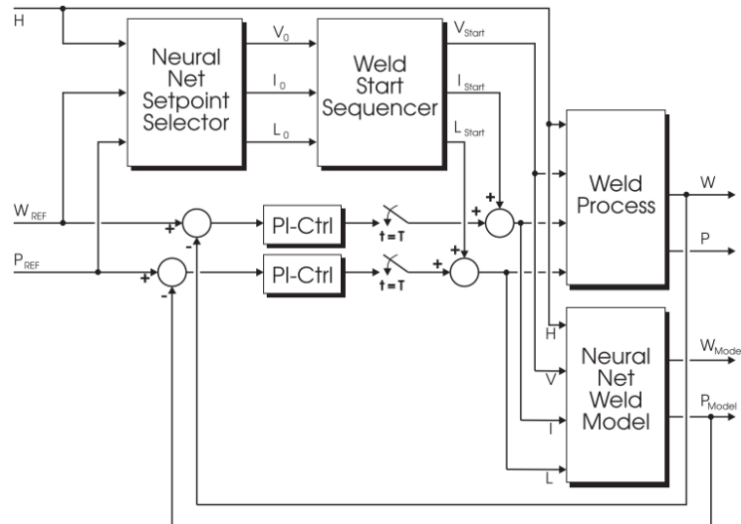 H
Neural
Net
Setpoint
Selector
V0
I0
L0
Weld
Start
Sequencer
VStart
IStart
LStart
Weld
Process
W
P
WREF
+
-
PI-Ctrl
t=T
+
+
PREF
+
-
PI-Ctrl
t=T
+
+
H
V
I
L
Neural
Net
Weld
Model
WMode
PModel